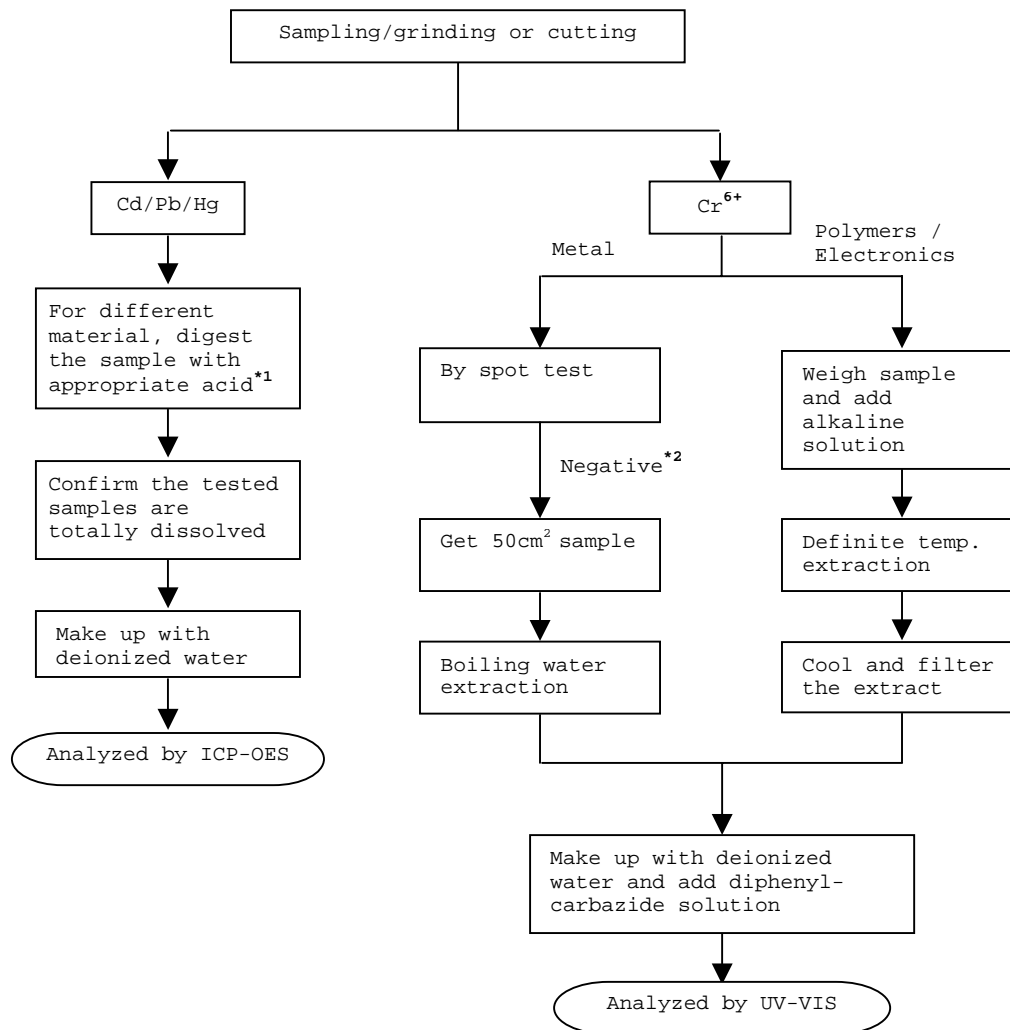 Sampling/grinding or cutting
Cd/Pb/Hg
For different
material, digest
the sample with
appropriate acid*1
Confirm the tested
samples are
totally dissolved
Make up with
deionized water
Analyzed by ICP-OES
Cr6+
Metal
Polymers /
Electronics
By spot test
Negative*2
Get 50cm2 sample
Boiling water
extraction
Weigh sample
and add
alkaline
solution
Definite temp.
extraction
Cool and filter
the extract
Make up with deionized
water and add diphenyl-
carbazide solution
Analyzed by UV-VIS